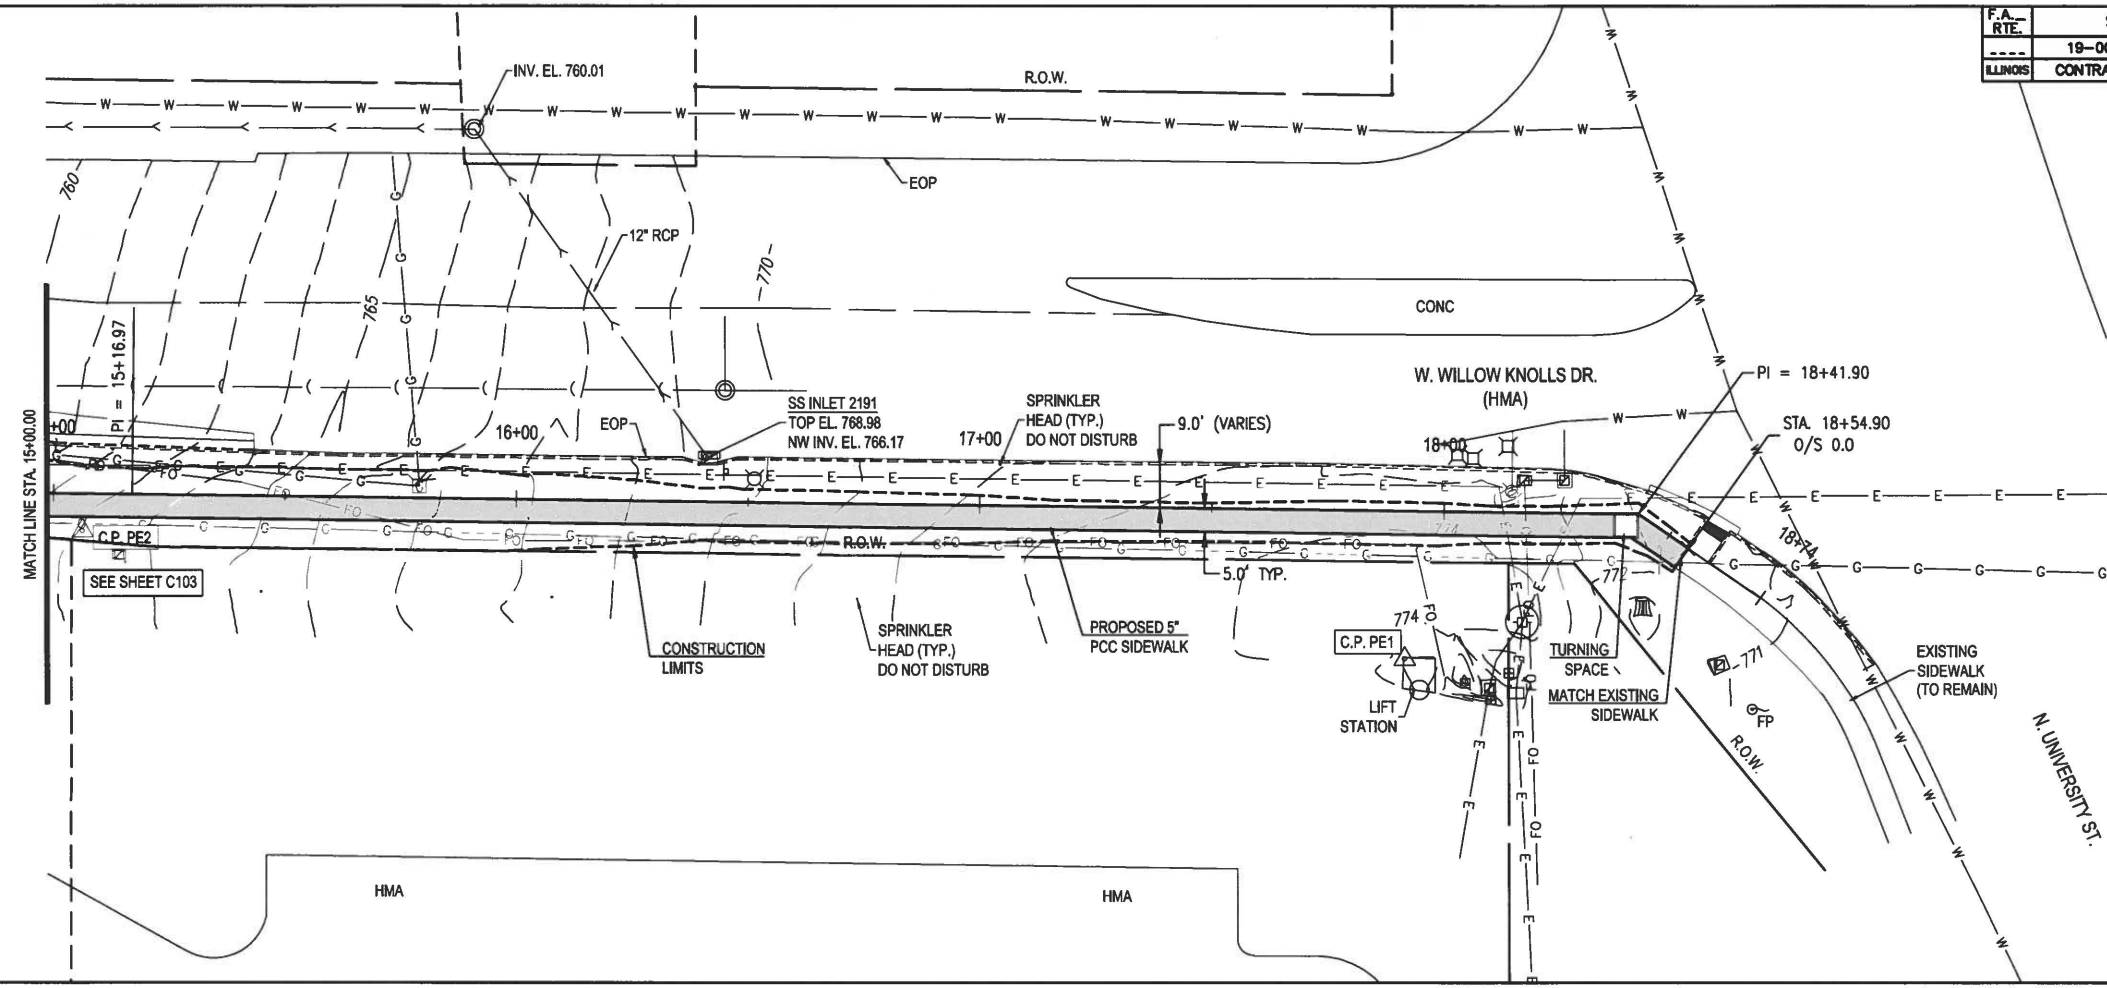 F.A._
RTE.
19-00
ILLINOIS CONTRA
INV. EL. 760.01
R.O.W.
W W W W W W W W W W W W W W W W W W W W W W W
EOP
760
12" RCP
765
770
CONC
PI = 15+16.97
W. WILLOW KNOLLS DR.
(HMA)
PI = 18+41.90
STA. 18+54.90
O/S 0.0
MATCH LINE STA. 15+00.00
+00
16+00
EOP
SS INLET 2191
TOP EL. 768.98
NW INV. EL. 766.17
17+00
SPRINKLER
HEAD (TYP.)
DO NOT DISTURB
9.0' (VARIES)
18+00
774
18+74
C.P. PE2
R.O.W.
SEE SHEET C103
5.0' TYP.
772
CONSTRUCTION
LIMITS
SPRINKLER
HEAD (TYP.)
DO NOT DISTURB
PROPOSED 5"
PCC SIDEWALK
774
C.P. PE1
LIFT
STATION
TURNING
SPACE
MATCH EXISTING
SIDEWALK
771
FP
R.O.W.
EXISTING
SIDEWALK
(TO REMAIN)
N. UNIVERSITY ST.
HMA
HMA